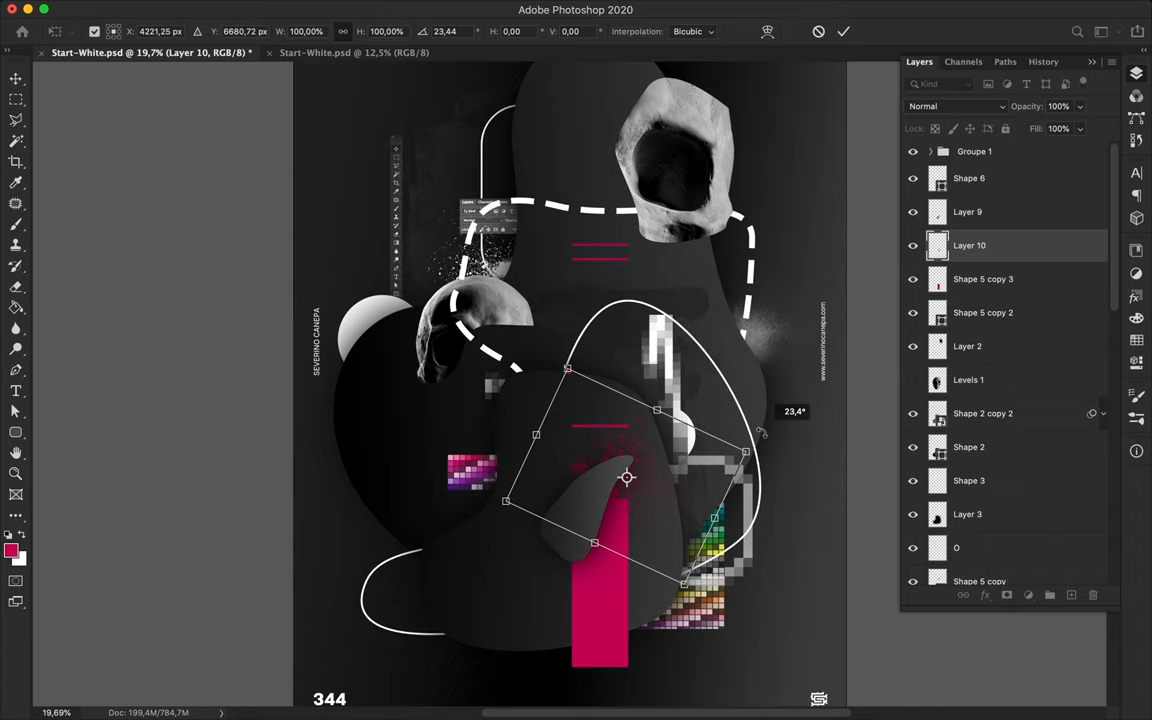 Adobe Photoshop 2020
X: 4221,25 px Y: 6680,72 px W: 100,00% H: 100,00% 23,44 ° H: 0,00 ° V: 0,00 ° Interpolation: Bicubic
Start-White.psd @ 19,7% (Layer 10, RGB/8) * Start-White.psd @ 12,5% (RGB/8)
Layers Channels Paths History
Kind
Normal Opacity: 100%
Lock: Fill: 100%
Groupe 1
Shape 6
Layer 9
Layer 10
Shape 5 copy 3
Shape 5 copy 2
Layer 2
Levels 1
Shape 2 copy 2
Shape 2
Shape 3
Layer 3
O
Shape 5 copy
SEVERINO CANEPA
www.severinocanepa.com
23,4°
344
19,69% Doc: 199,4M/784,7M